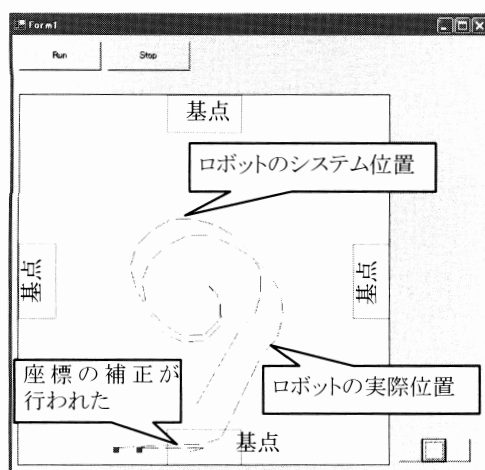 Form1
Run
Stop
基点
ロボットのシステム位置
基点
基点
座標の補正が
行われた
ロボットの実際位置
基点